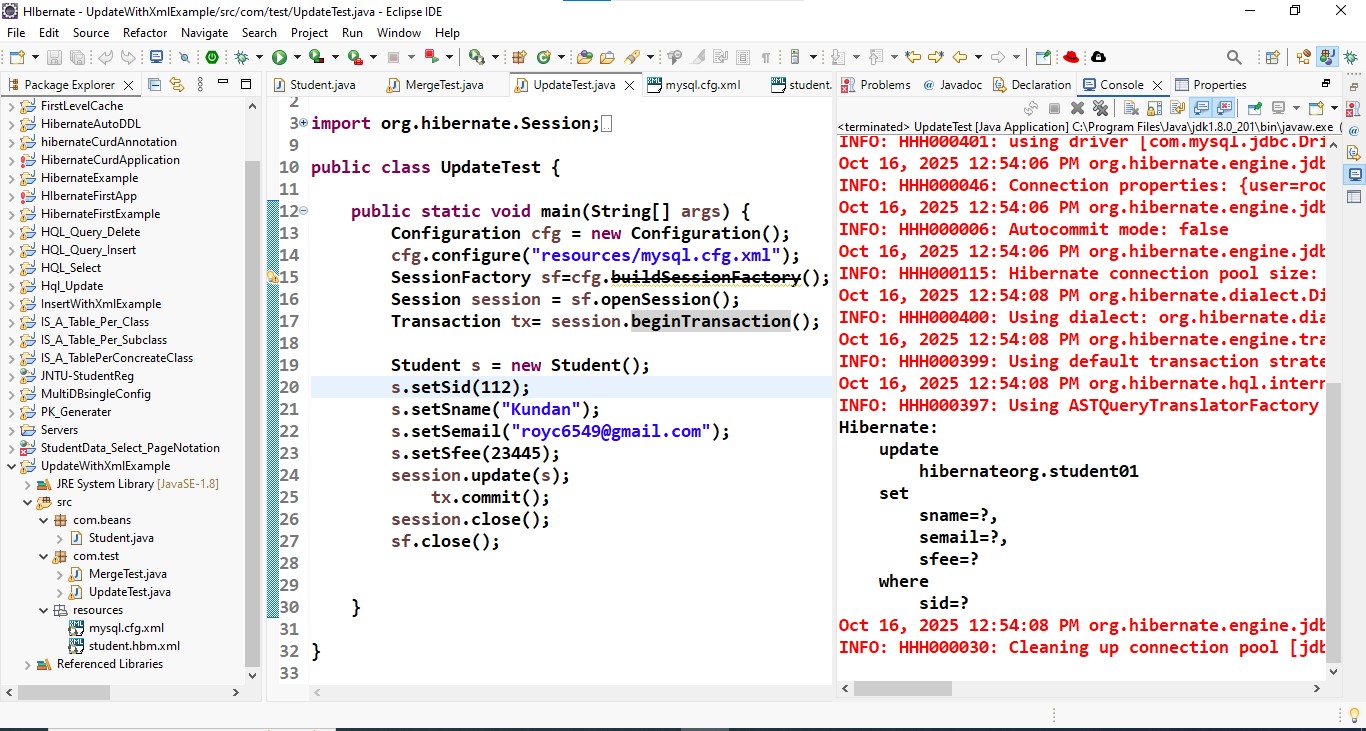 HIbernate - UpdateWithXmlExample/src/com/test/UpdateTest.java - Eclipse IDE
File Edit Source Refactor Navigate Search Project Run Window Help
Package Explorer
FirstLevelCache
HibernateAutoDDL
hibernateCurdAnnotation
HibernateCurdApplication
HibernateExample
HIbernateFirstApp
HibernateFirstExample
HQL_Query_Delete
HQL_Query_Insert
HQL_Select
Hql_Update
InsertWithXmlExample
IS_A_Table_Per_Class
IS_A_Table_Per_Subclass
IS_A_TablePerConcreateClass
JNTU-StudentReg
MultiDBsingleConfig
PK_Generater
Servers
StudentData_Select_PageNotation
UpdateWithXmlExample
JRE System Library [JavaSE-1.8]
src
com.beans
Student.java
com.test
MergeTest.java
UpdateTest.java
resources
mysql.cfg.xml
student.hbm.xml
Referenced Libraries
Student.java MergeTest.java UpdateTest.java mysql.cfg.xml student.
2
3 import org.hibernate.Session;
9
10 public class UpdateTest {
11
12 public static void main(String[] args) {
13 Configuration cfg = new Configuration();
14 cfg.configure("resources/mysql.cfg.xml");
15 SessionFactory sf=cfg.buildSessionFactory();
16 Session session = sf.openSession();
17 Transaction tx= session.beginTransaction();
18
19 Student s = new Student();
20 s.setSid(112);
21 s.setSname("Kundan");
22 s.setSemail("royc6549@gmail.com");
23 s.setSfee(23445);
24 session.update(s);
25 tx.commit();
26 session.close();
27 sf.close();
28
29
30 }
31
32 }
33
Problems Javadoc Declaration Console Properties
<terminated> UpdateTest [Java Application] C:\Program Files\Java\jdk1.8.0_201\bin\javaw.exe (
INFO: HHH000401: using driver [com.mysql.jdbc.Dri
Oct 16, 2025 12:54:06 PM org.hibernate.engine.jdb
INFO: HHH000046: Connection properties: {user=roo
Oct 16, 2025 12:54:06 PM org.hibernate.engine.jdb
INFO: HHH000006: Autocommit mode: false
Oct 16, 2025 12:54:06 PM org.hibernate.engine.jdb
INFO: HHH000115: Hibernate connection pool size:
Oct 16, 2025 12:54:08 PM org.hibernate.dialect.Di
INFO: HHH000400: Using dialect: org.hibernate.dia
Oct 16, 2025 12:54:08 PM org.hibernate.engine.tra
INFO: HHH000399: Using default transaction strate
Oct 16, 2025 12:54:08 PM org.hibernate.hql.intern
INFO: HHH000397: Using ASTQueryTranslatorFactory
Hibernate:
update
hibernateorg.student01
set
sname=?,
semail=?,
sfee=?
where
sid=?
Oct 16, 2025 12:54:08 PM org.hibernate.engine.jdb
INFO: HHH000030: Cleaning up connection pool [jdb